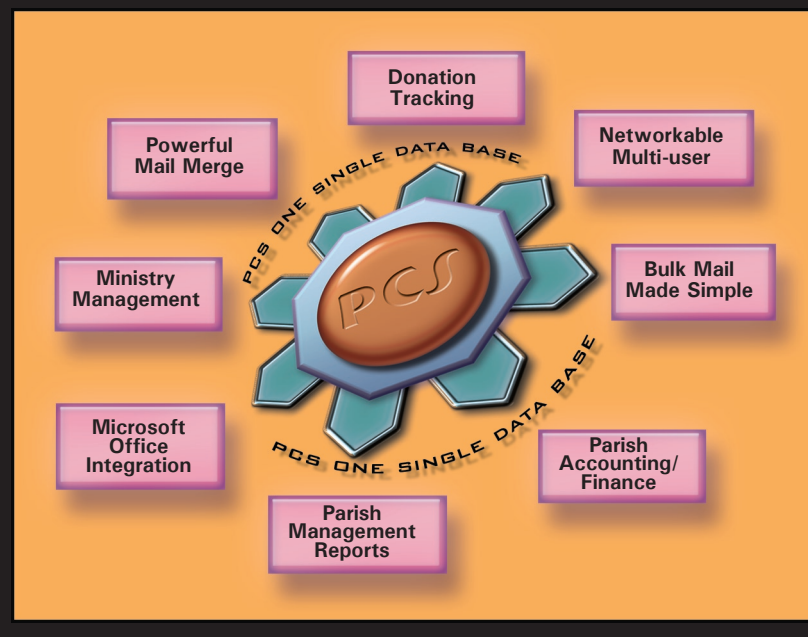 Donation
Tracking
Powerful
Mail Merge
Networkable
Multi-user
PCS ONE SINGLE DATA BASE
Ministry
Management
PCS
Bulk Mail
Made Simple
Microsoft
Office
Integration
PCS ONE SINGLE DATA BASE
Parish
Accounting/
Finance
Parish
Management
Reports